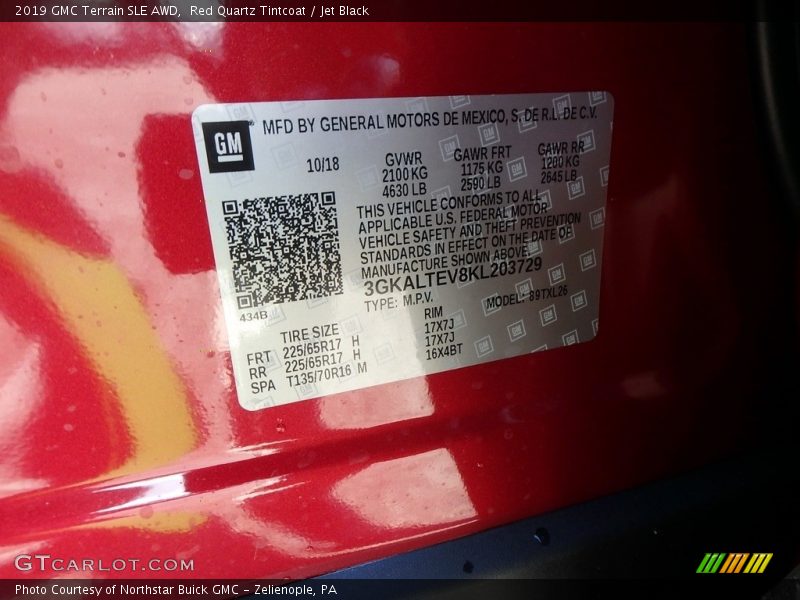 2019 GMC Terrain SLE AWD, Red Quartz Tintcoat / Jet Black
GM
MFD BY GENERAL MOTORS DE MEXICO, S. DE R.L. DE C.V.
10/18
GVWR GAWR FRT GAWR RR
2100 KG 1175 KG 1200 KG
4630 LB 2590 LB 2645 LB
THIS VEHICLE CONFORMS TO ALL
APPLICABLE U.S. FEDERAL MOTOR
VEHICLE SAFETY AND THEFT PREVENTION
STANDARDS IN EFFECT ON THE DATE OF
MANUFACTURE SHOWN ABOVE.
3GKALTEV8KL203729
TYPE: M.P.V. MODEL: 89TXL26
434B
TIRE SIZE RIM
FRT 225/65R17 H 17X7J
RR 225/65R17 H 17X7J
SPA T135/70R16 M 16X4BT
GTCARLOT.COM
Photo Courtesy of Northstar Buick GMC - Zelienople, PA